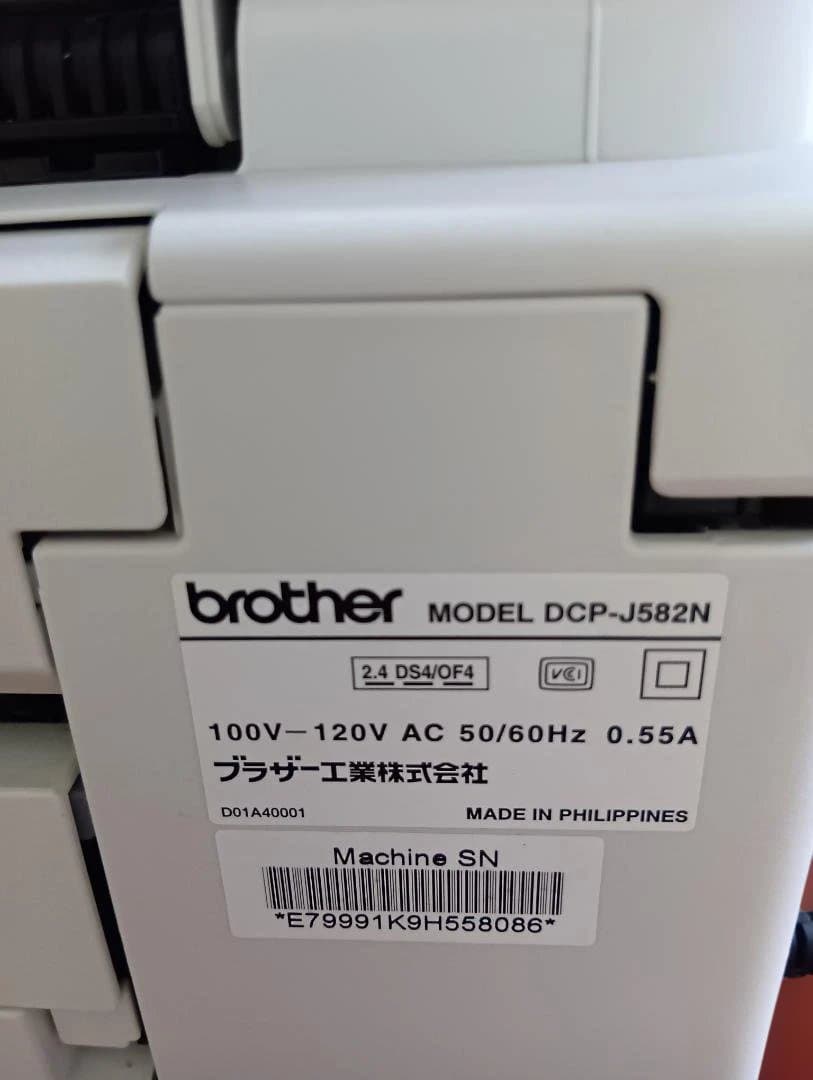 brother MODEL DCP-J582N
2.4 DS4/OF4 VCI
100V－120V AC 50/60Hz 0.55A
ブラザー工業株式会社
D01A40001 MADE IN PHILIPPINES
Machine SN
*E79991K9H558086*